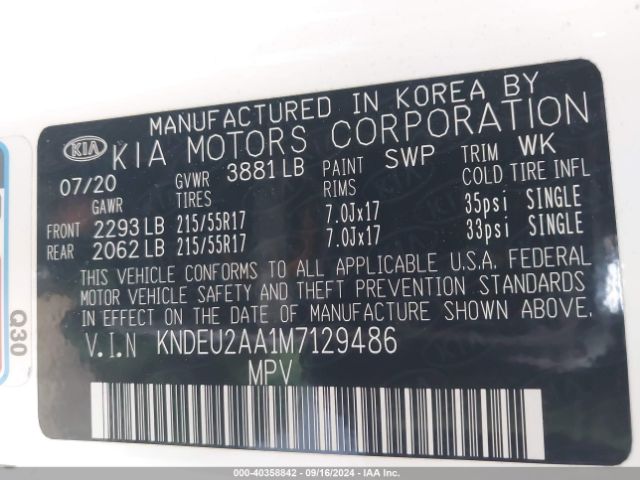 MANUFACTURED IN KOREA BY
KIA KIA MOTORS CORPORATION
07/20 GVWR 3881 LB PAINT SWP TRIM WK
GAWR TIRES RIMS COLD TIRE INFL
FRONT 2293 LB 215/55R17 7.0Jx17 35psi SINGLE
REAR 2062 LB 215/55R17 7.0Jx17 33psi SINGLE
THIS VEHICLE CONFORMS TO ALL APPLICABLE U.S.A. FEDERAL
MOTOR VEHICLE SAFETY AND THEFT PREVENTION STANDARDS
IN EFFECT ON THE DATE OF MANUFACTURE SHOWN ABOVE.
V.I.N KNDEU2AA1M7129486
MPV
Q30
000-40358842 - 09/16/2024 - IAAI.COM